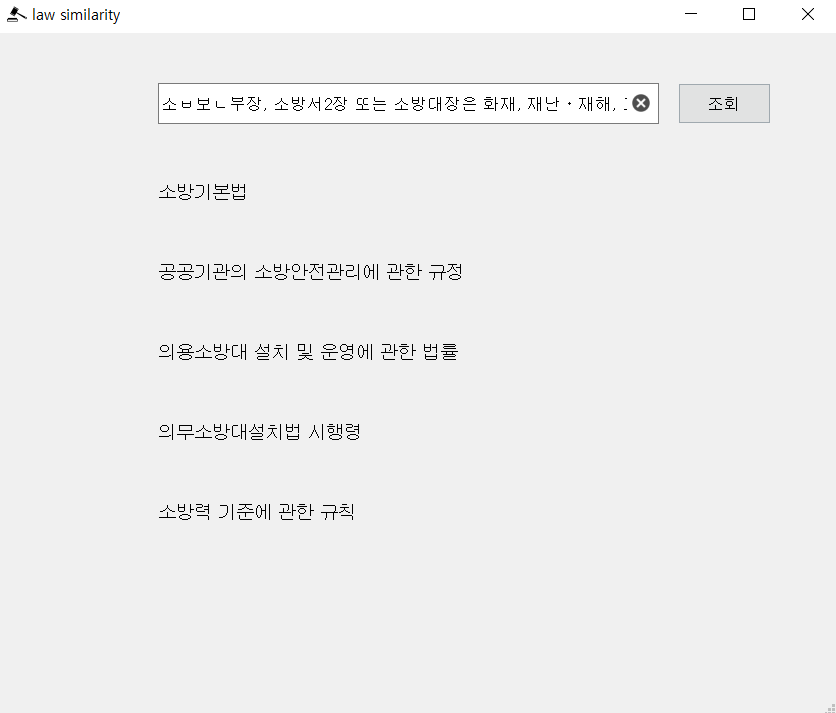 law similarity
소ㅂ보ㄴ부장, 소방서2장 또는 소방대장은 화재, 재난·재해,
조회
소방기본법
공공기관의 소방안전관리에 관한 규정
의용소방대 설치 및 운영에 관한 법률
의무소방대설치법 시행령
소방력 기준에 관한 규칙